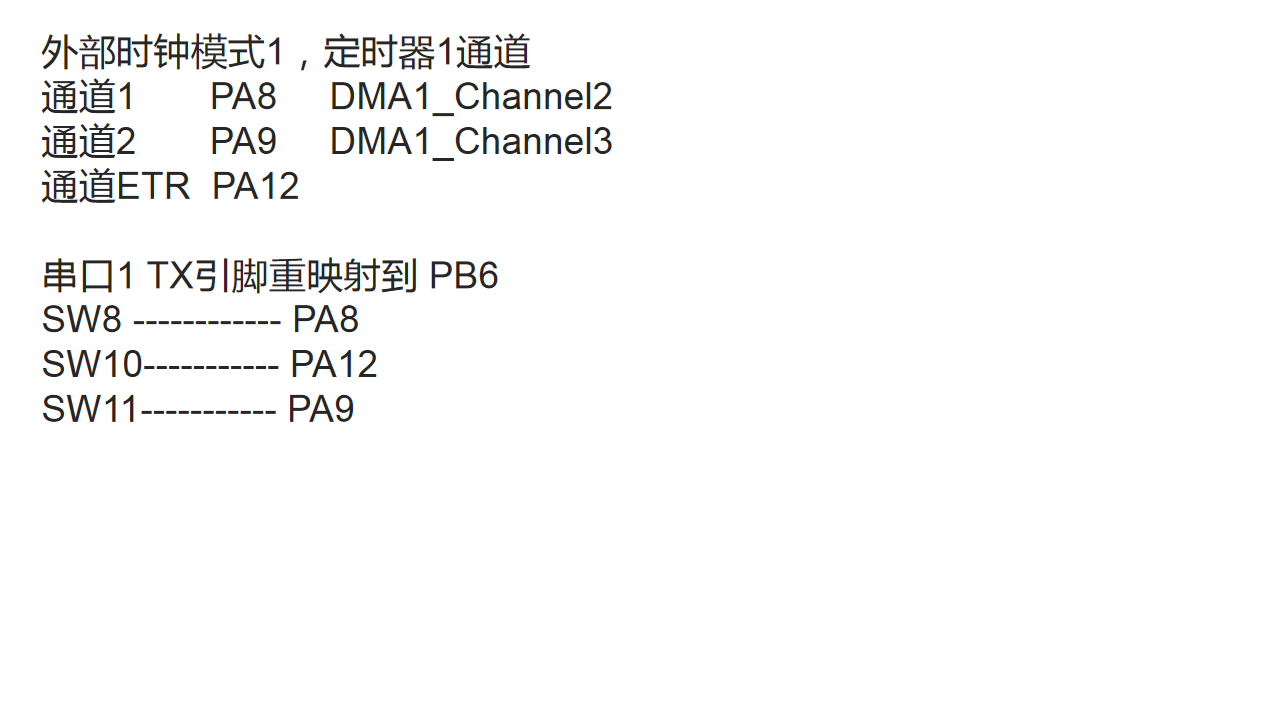 外部时钟模式1，定时器1通道
通道1 PA8 DMA1_Channel2
通道2 PA9 DMA1_Channel3
通道ETR PA12
串口1 TX引脚重映射到 PB6
SW8 ------------ PA8
SW10----------- PA12
SW11----------- PA9